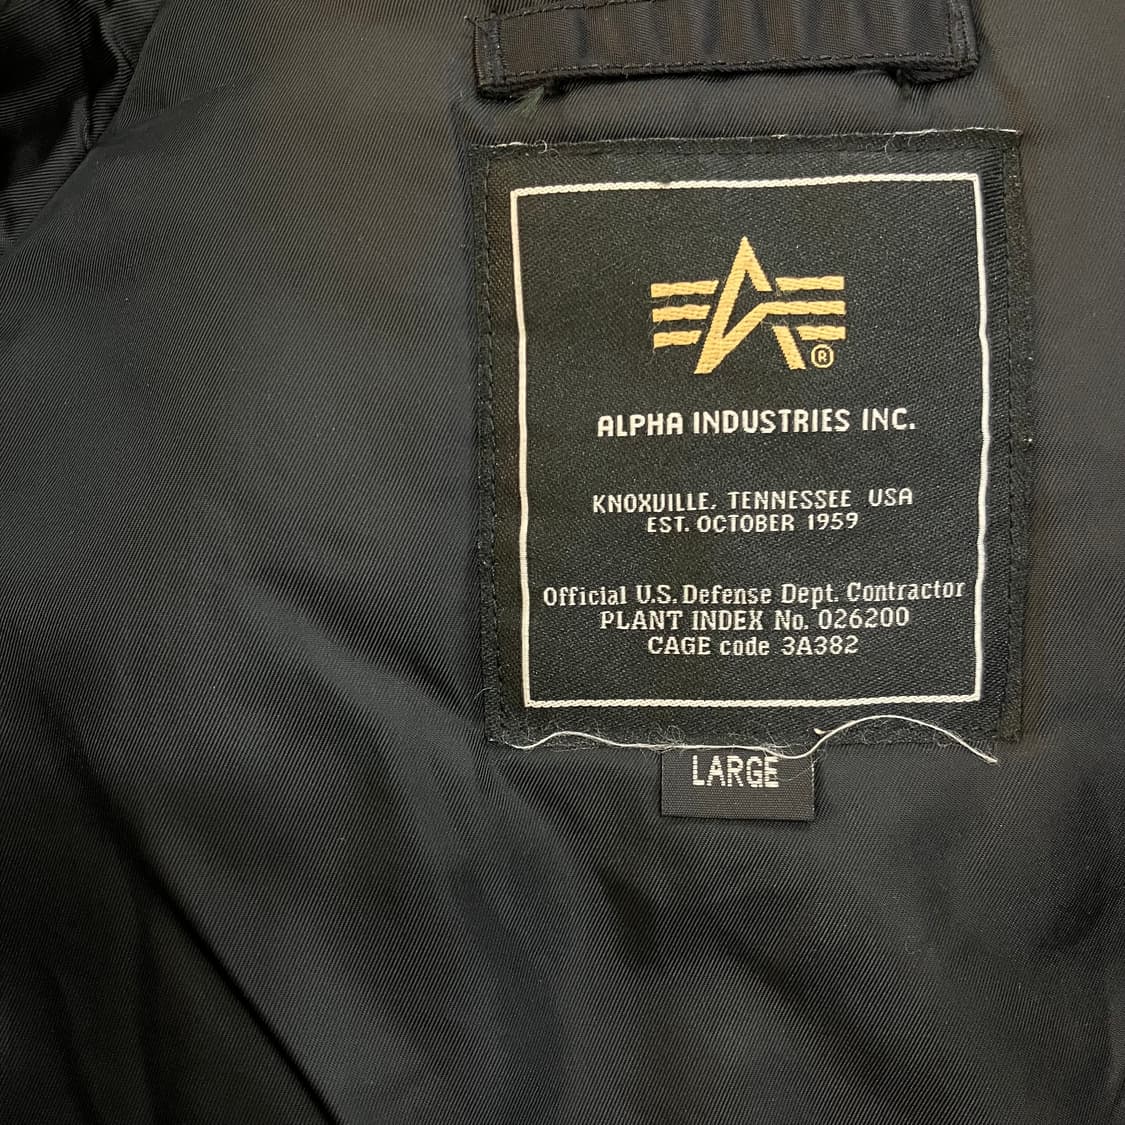 ®
ALPHA INDUSTRIES INC.
KNOXVILLE, TENNESSEE USA
EST. OCTOBER 1959
Official U.S. Defense Dept. Contractor
PLANT INDEX No. 026200
CAGE code 3A382
LARGE